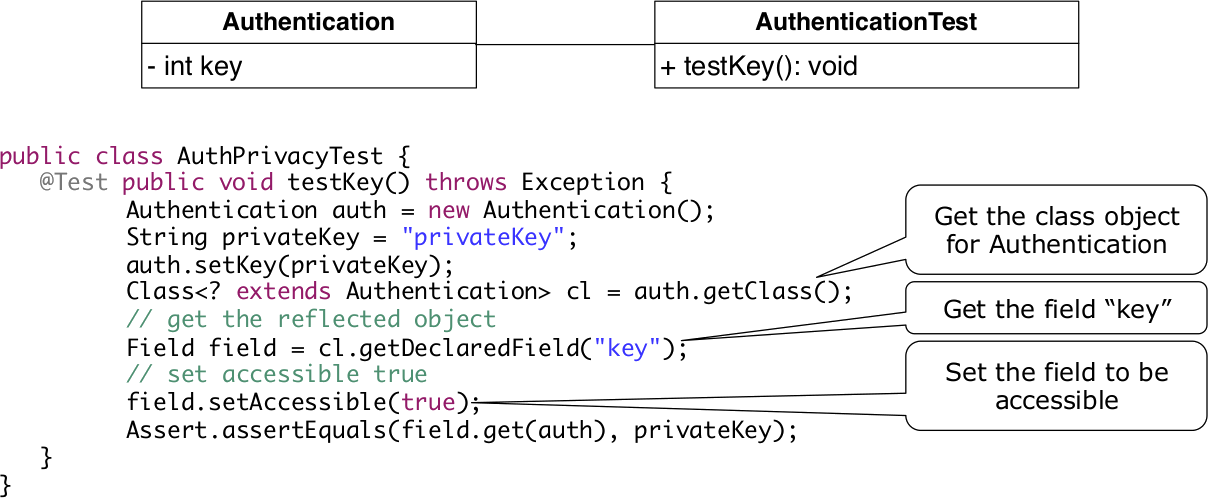 Authentication
- int key
AuthenticationTest
+ testKey(): void
public class AuthPrivacyTest {
@Test public void testKey() throws Exception {
Authentication auth = new Authentication();
String privateKey = "privateKey";
auth.setKey(privateKey);
Class<? extends Authentication> cl = auth.getClass();
// get the reflected object
Field field = cl.getDeclaredField("key");
// set accessible true
field.setAccessible(true);
Assert.assertEquals(field.get(auth), privateKey);
}
}
Get the class object
for Authentication
Get the field “key”
Set the field to be
accessible